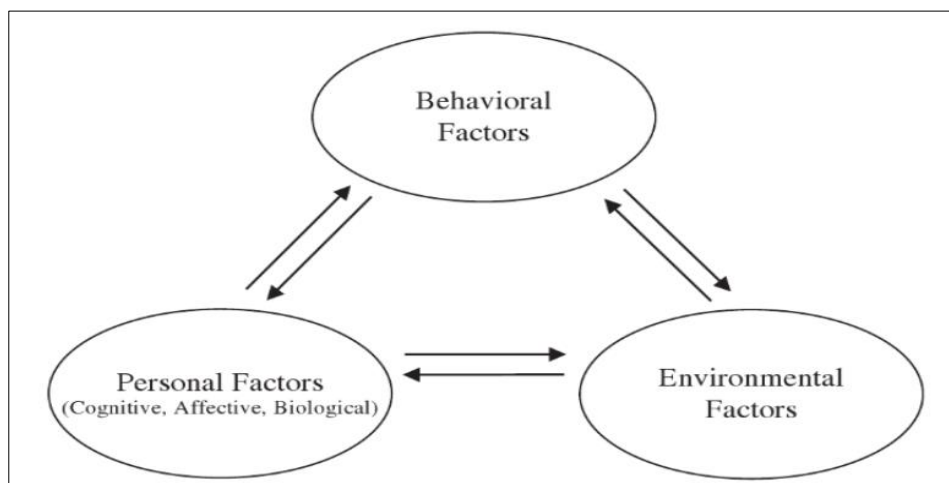 Behavioral
Factors
Personal Factors
(Cognitive, Affective, Biological)
Environmental
Factors